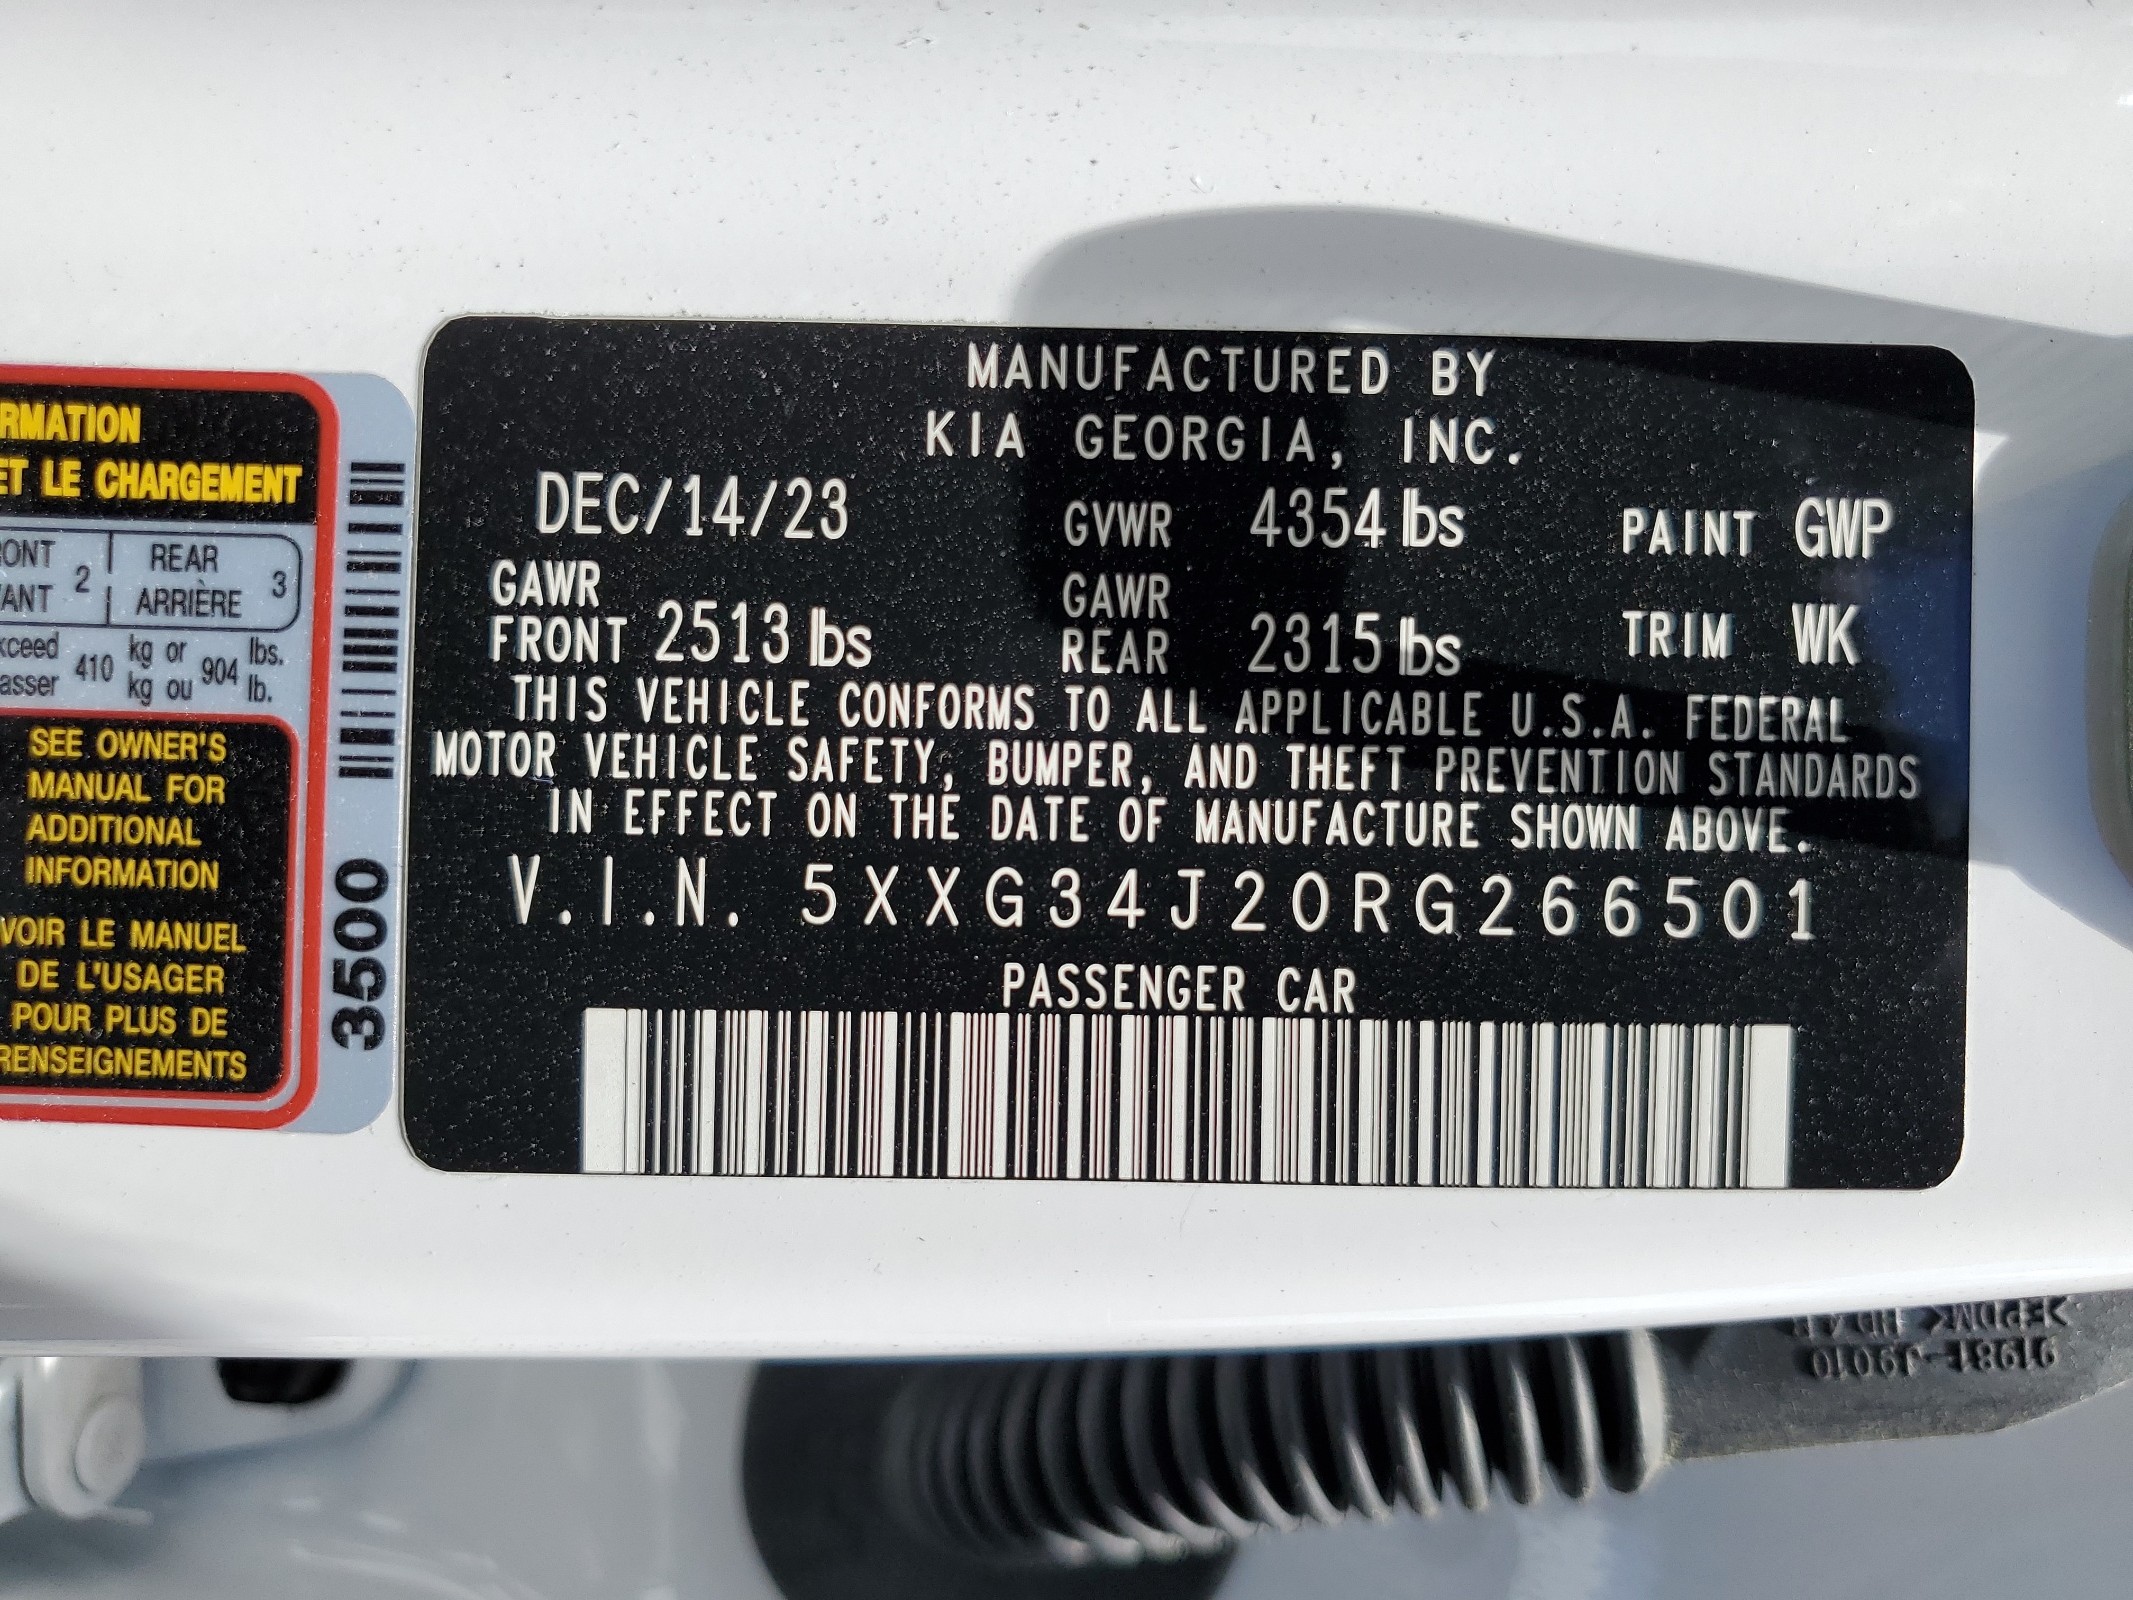 RMATION
ET LE CHARGEMENT
RONT
VANT
2
REAR
ARRIÈRE
3
xceed
asser
410
kg or
kg ou
904
lbs.
lb.
SEE OWNER'S
MANUAL FOR
ADDITIONAL
INFORMATION
VOIR LE MANUEL
DE L'USAGER
POUR PLUS DE
RENSEIGNEMENTS
3500
MANUFACTURED BY
KIA GEORGIA, INC.
DEC/14/23 GVWR 4354 lbs PAINT GWP
GAWR
FRONT 2513 lbs
GAWR
REAR 2315 lbs
TRIM WK
THIS VEHICLE CONFORMS TO ALL APPLICABLE U.S.A. FEDERAL
MOTOR VEHICLE SAFETY, BUMPER, AND THEFT PREVENTION STANDARDS
IN EFFECT ON THE DATE OF MANUFACTURE SHOWN ABOVE.
V.I.N. 5XXG34J20RG266501
PASSENGER CAR
91981-J9010
>EPDM<